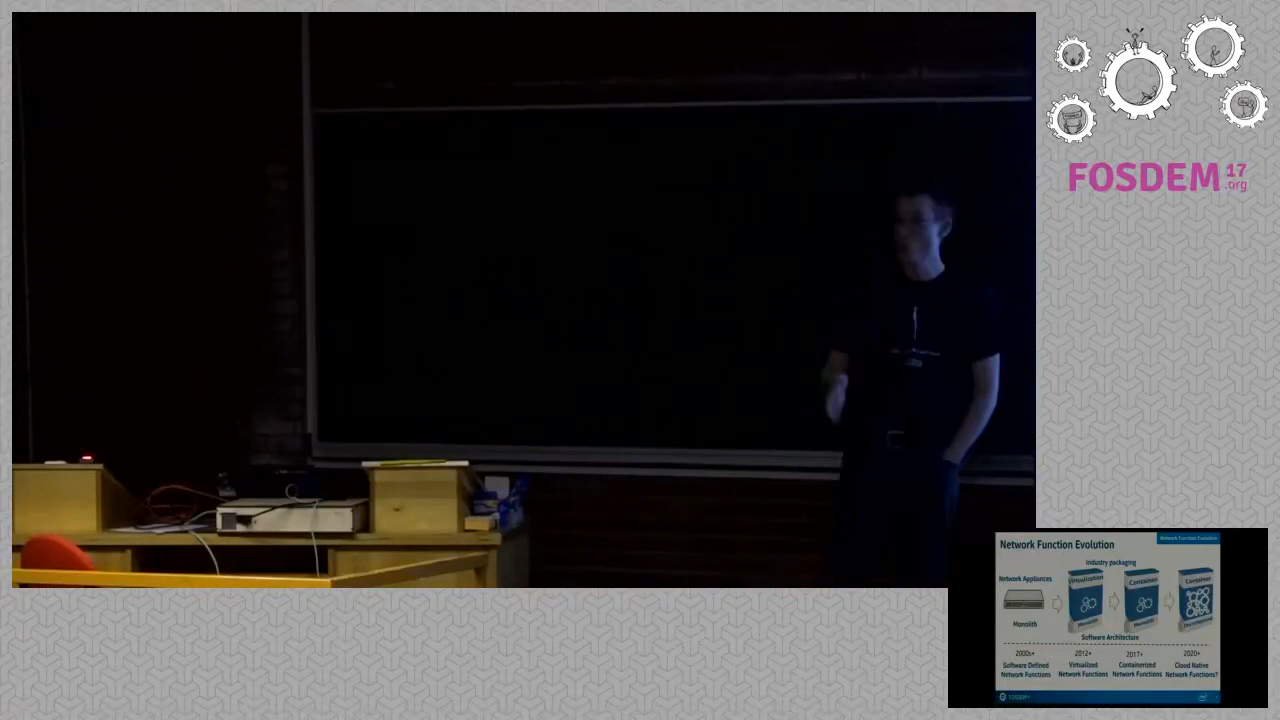 FOSDEM 17
.org
Network Function Evolution
Network Function Evolution
Industry packaging
Network Appliances
Virtualization
Container
Container
Monolith
Software Architecture
2000s+
2012+
2017+
2020+
Software Defined
Network Functions
Virtualized
Network Functions
Containerized
Network Functions
Cloud Native
Network Functions?